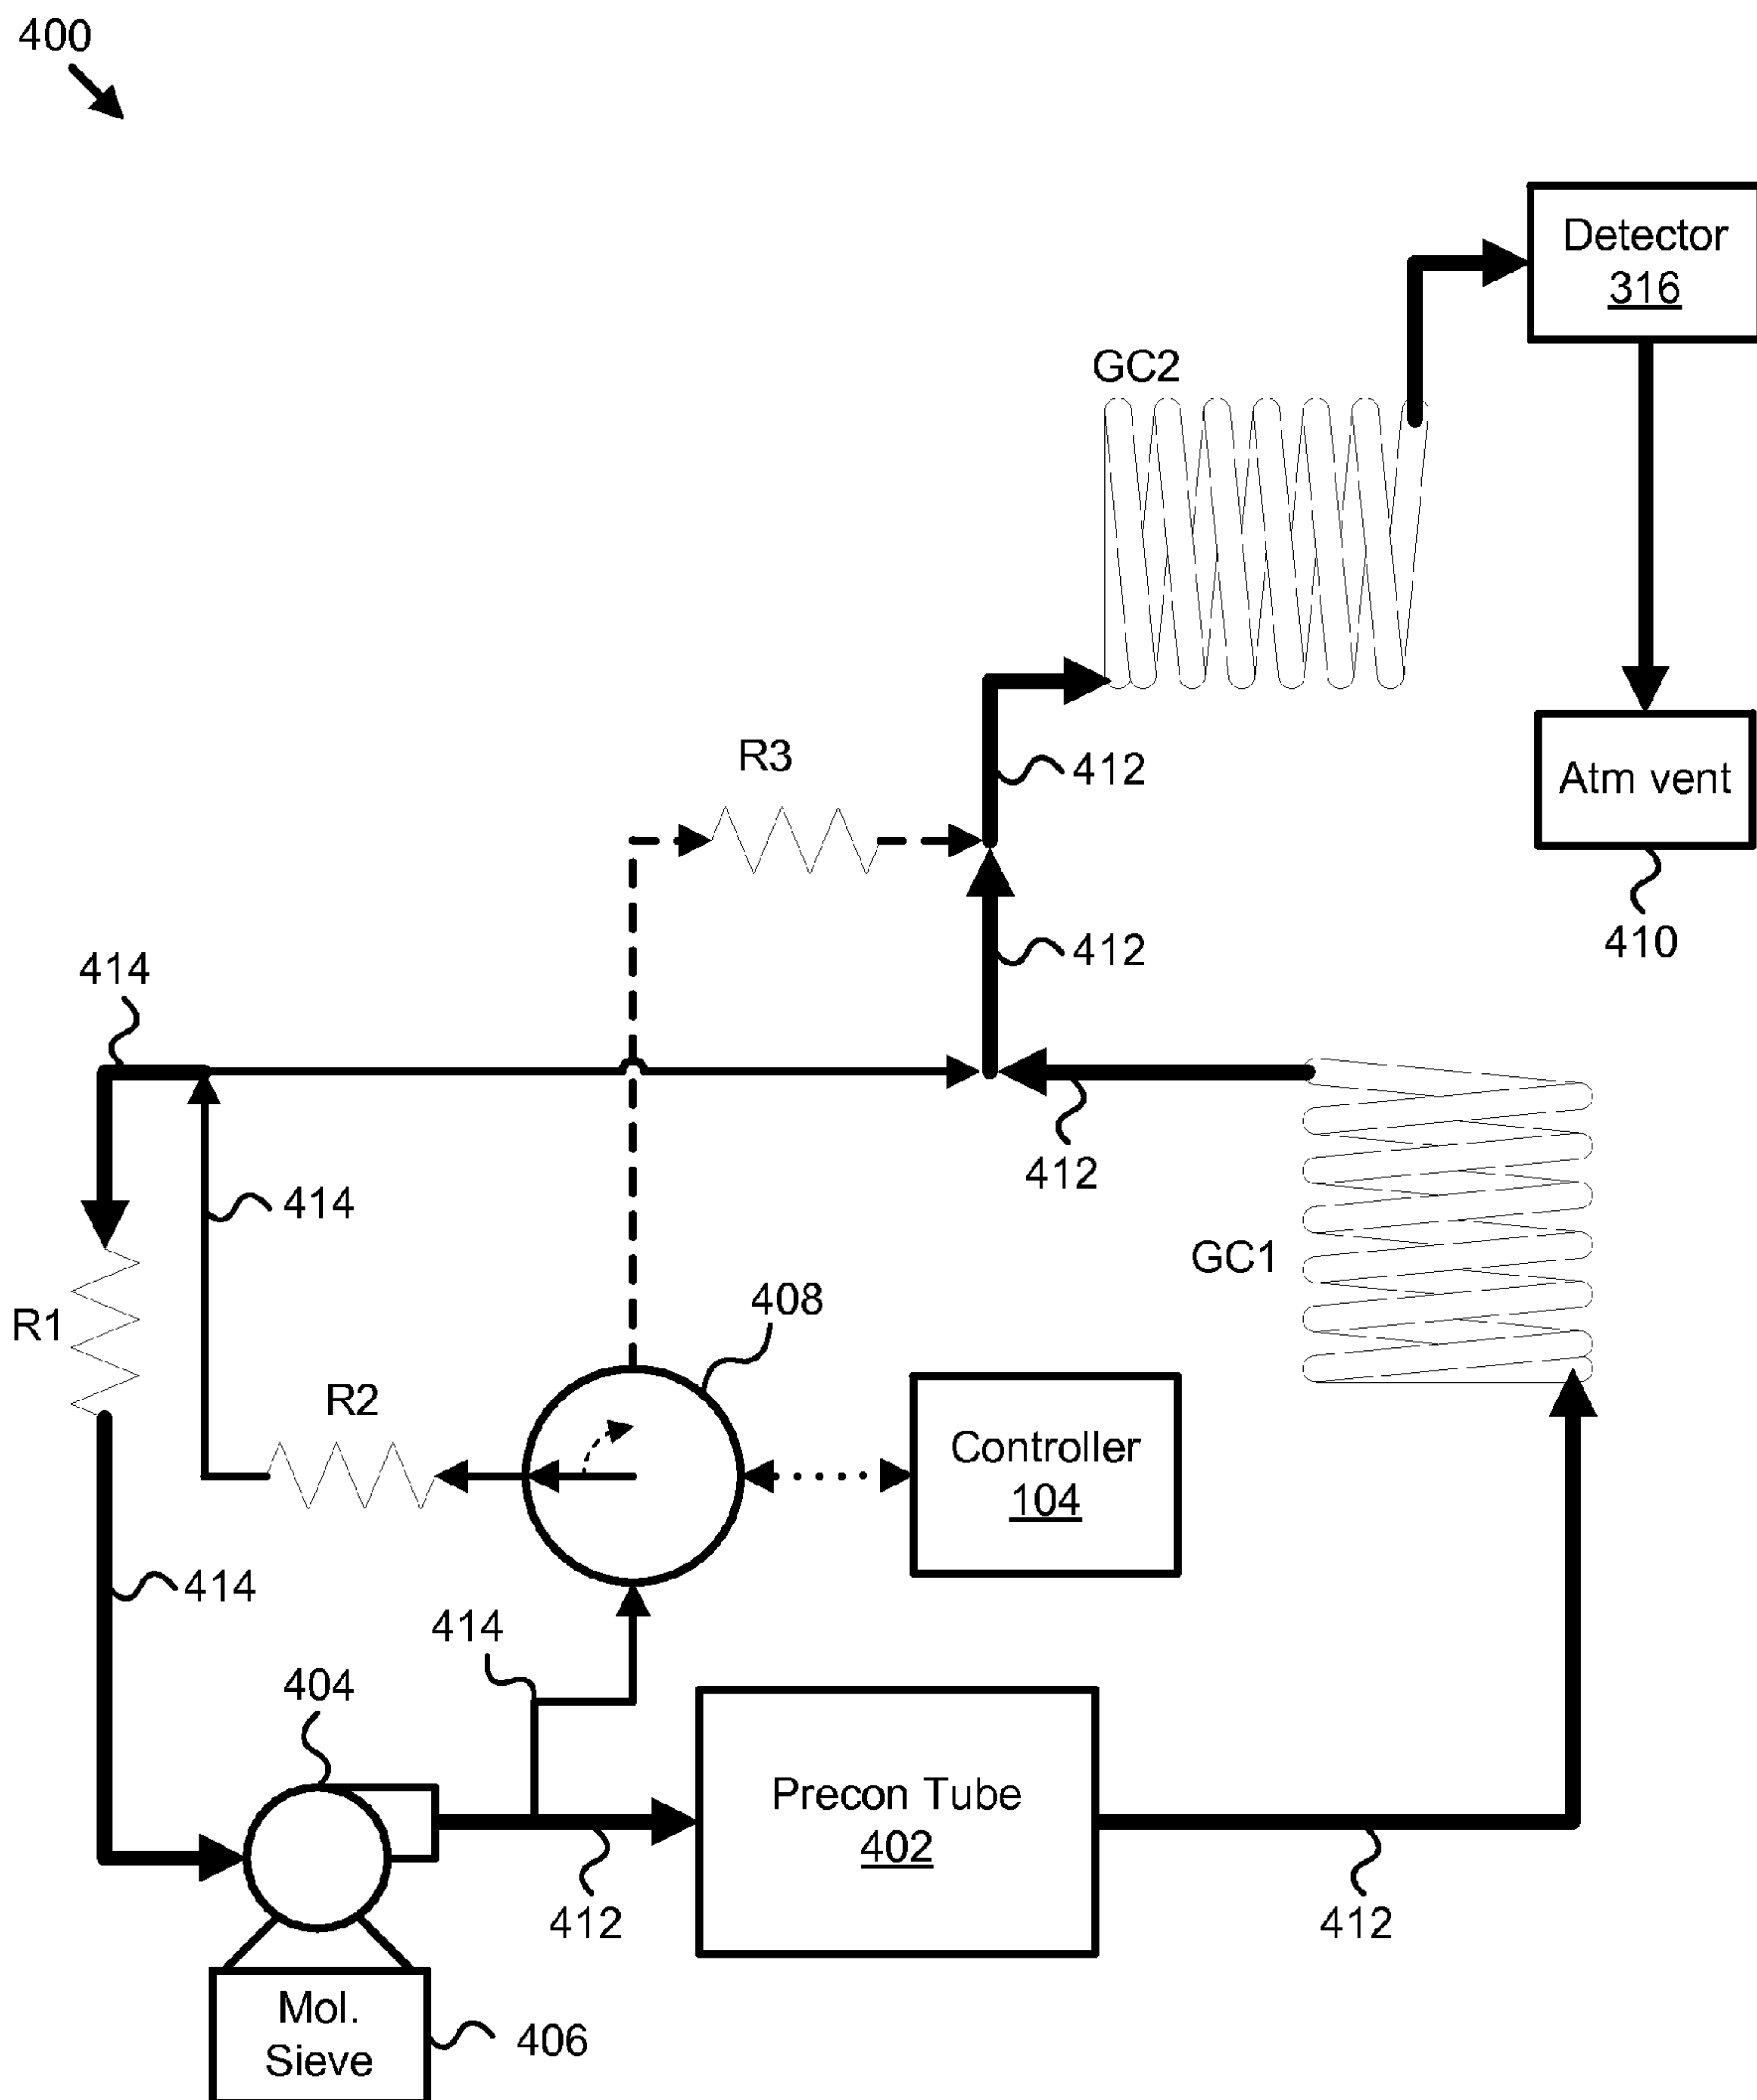 400
Detector
316
GC2
R3
412
Atm vent
410
412
414
412
414
GC1
R1
408
R2
Controller
104
414
414
404
Precon Tube
402
412
412
Mol.
Sieve
406